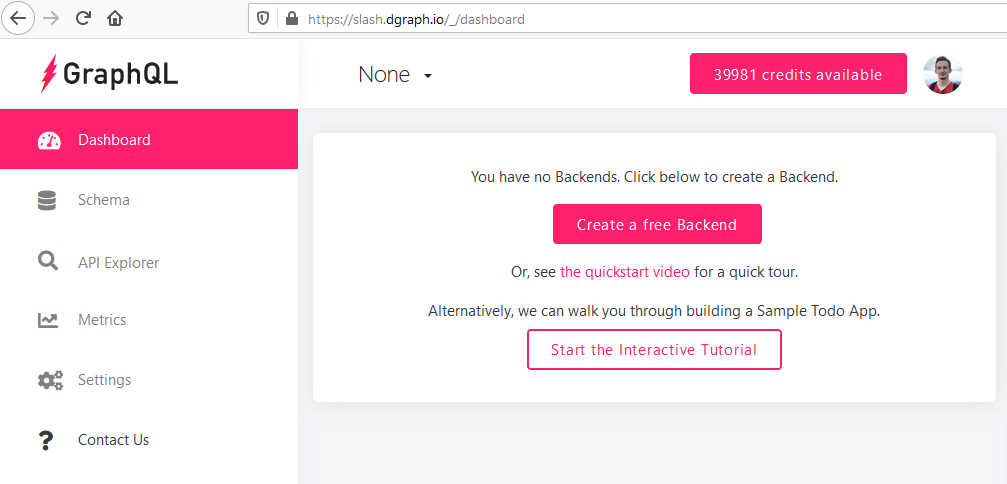 https://slash.dgraph.io/_/dashboard
GraphQL
None
39981 credits available
Dashboard
Schema
API Explorer
Metrics
Settings
Contact Us
You have no Backends. Click below to create a Backend.
Create a free Backend
Or, see the quickstart video for a quick tour.
Alternatively, we can walk you through building a Sample Todo App.
Start the Interactive Tutorial